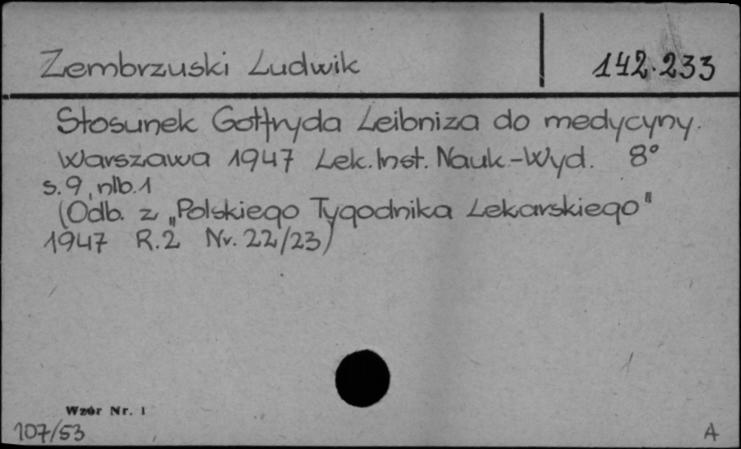 Zembrzuski Ludwik 142.233
Stosunek Gotfryda Leibniza do medycyny.
Warszawa 1947 Lek. Inst. Nauk.-Wyd. 8°
s. 9, nlb. 1
(Odb. z „Polskiego Tygodnika Lekarskiego"
1947 R. 2 Nr. 22/23)
Wzór Nr. 1
107/53 A